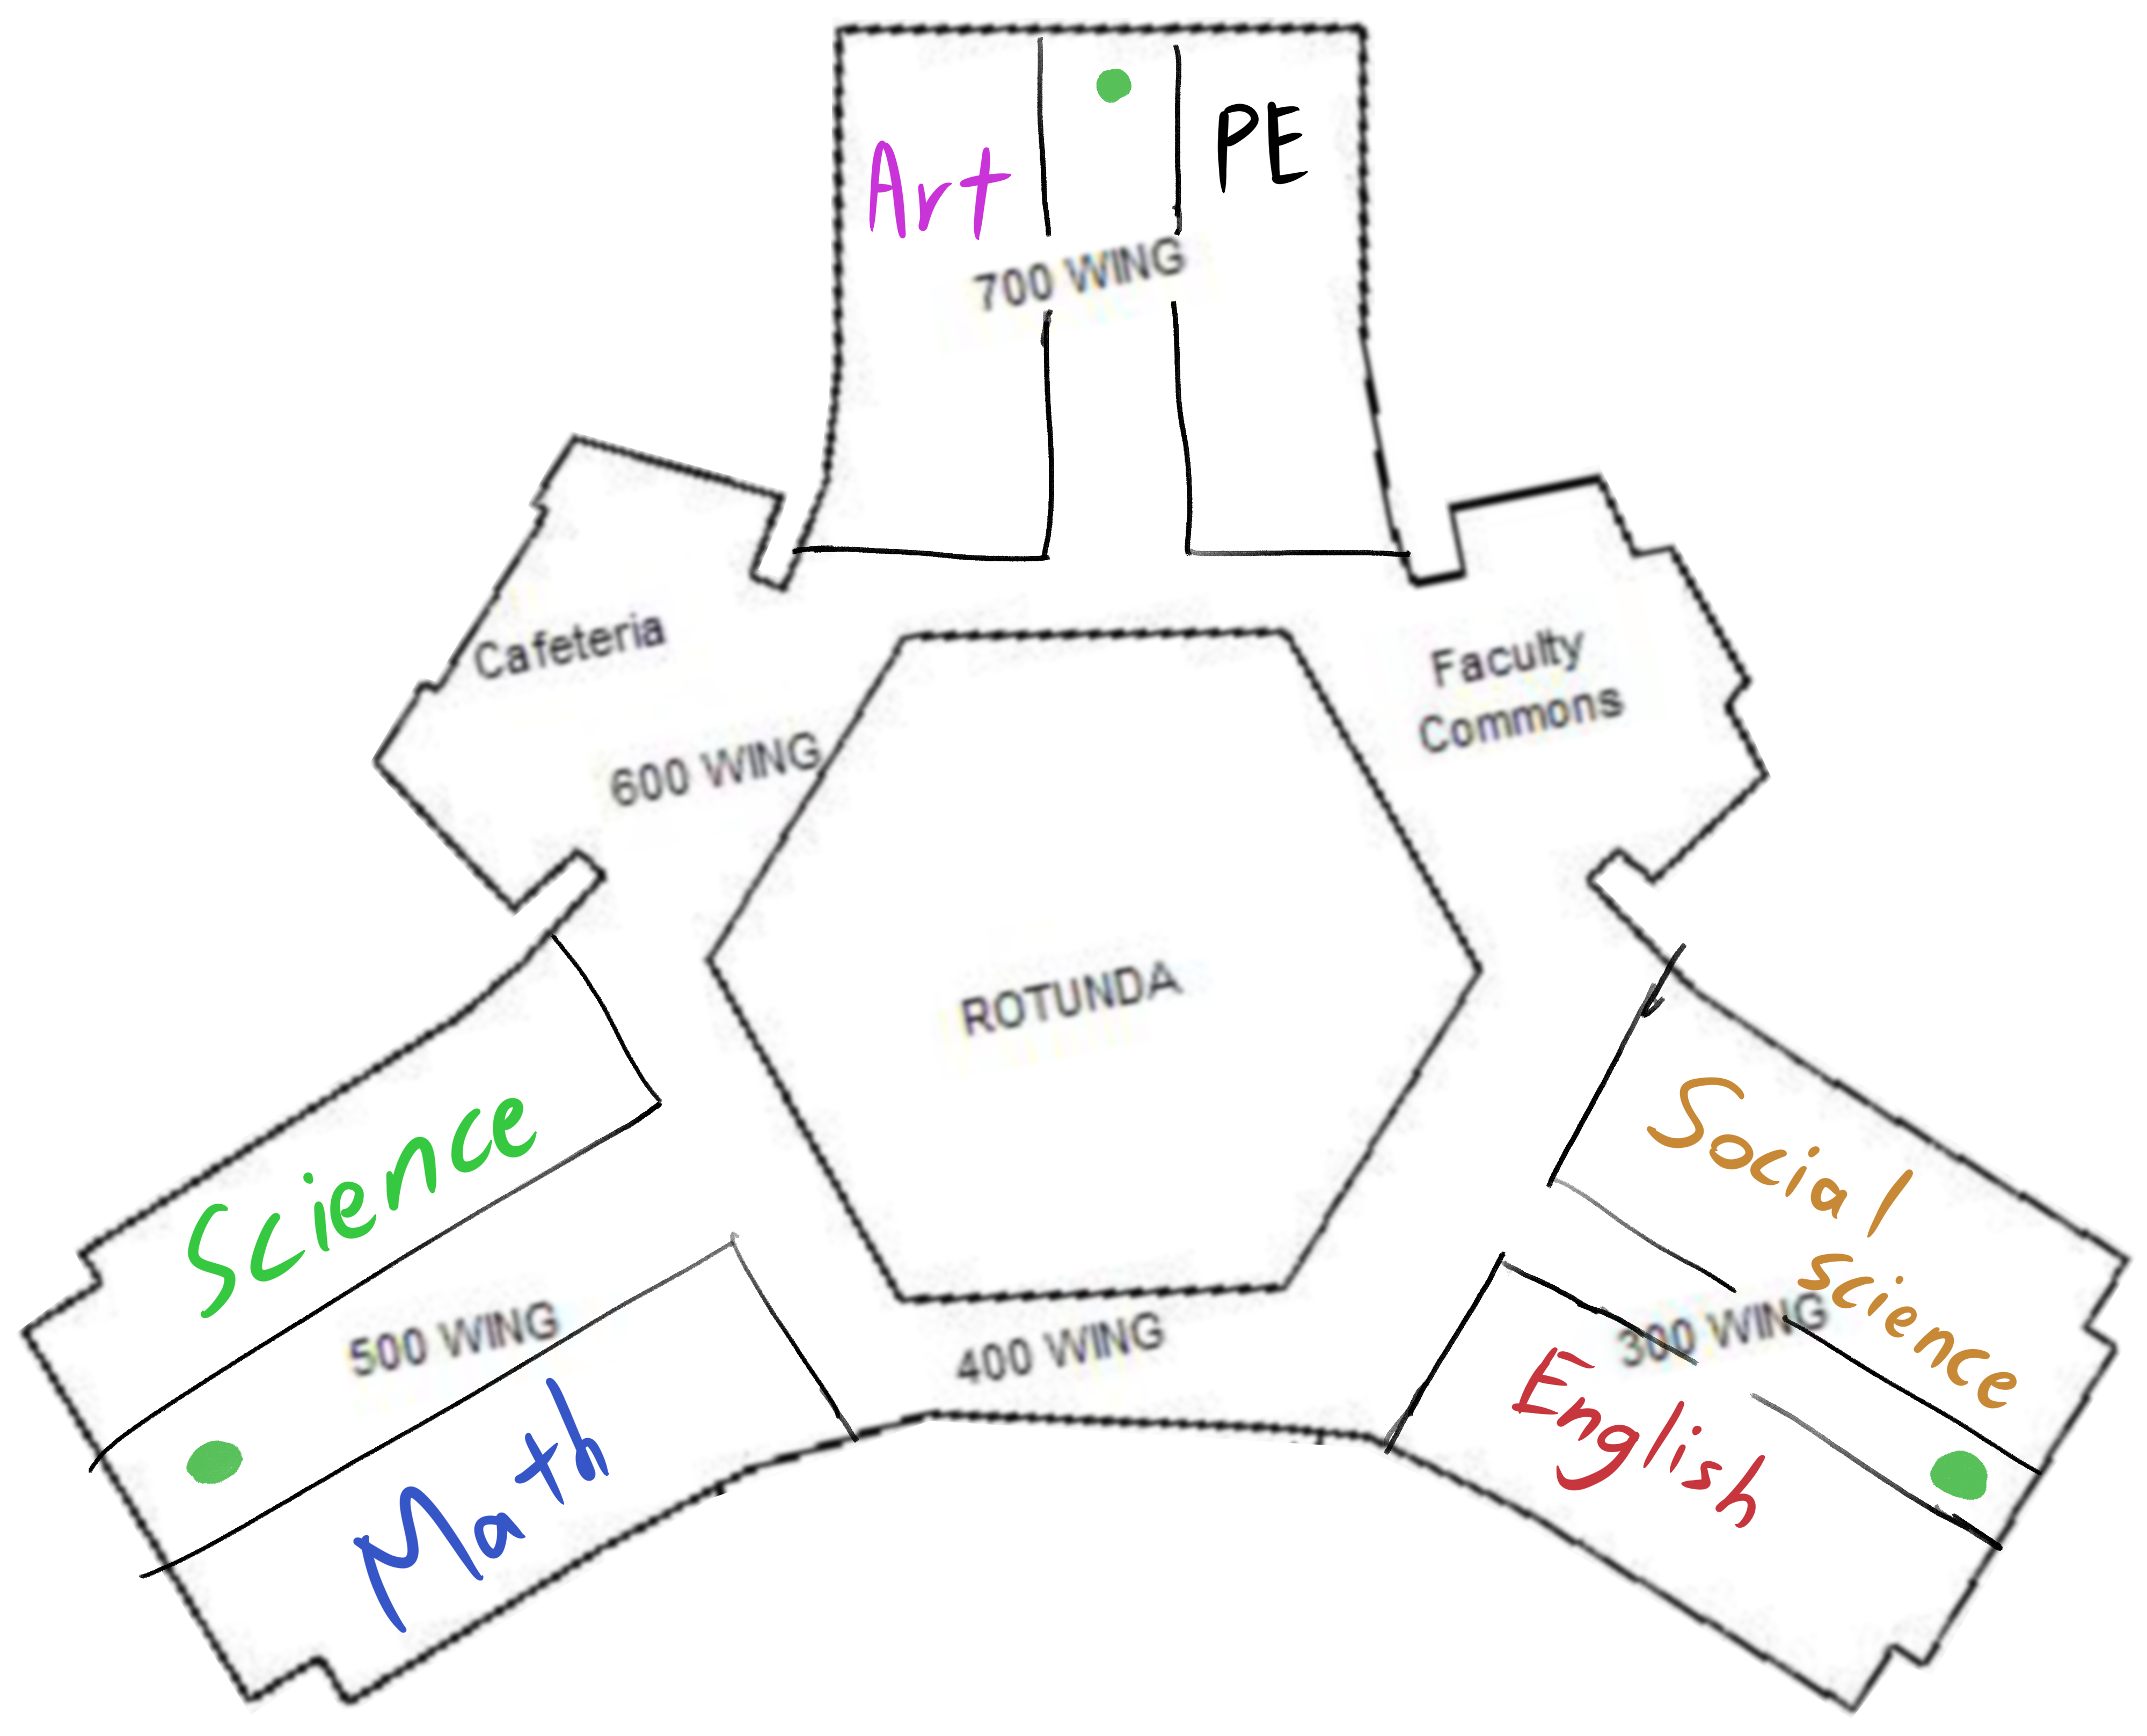 PE
Art
700 WING
Cafeteria
Faculty
Commons
600 WING
ROTUNDA
Science
Social
Science
500 WING
400 WING
300 WING
English
Math